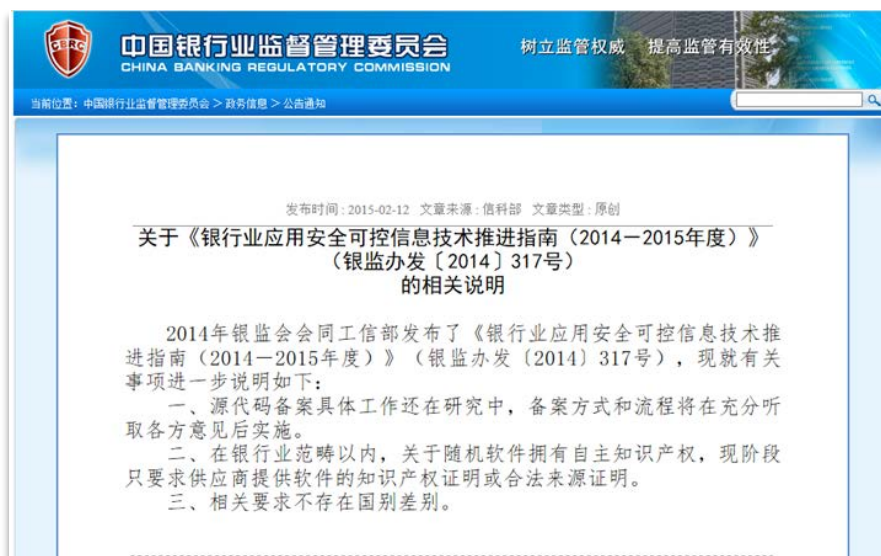 CBRC
中国银行业监督管理委员会
CHINA BANKING REGULATORY COMMISSION
树立监管权威 提高监管有效性
当前位置：中国银行业监督管理委员会 > 政务信息 > 公告通知
发布时间 : 2015-02-12 文章来源 : 信科部 文章类型 : 原创
关于《银行业应用安全可控信息技术推进指南（2014－2015年度）》
（银监办发〔2014〕317号）
的相关说明
2014年银监会会同工信部发布了《银行业应用安全可控信息技术推
进指南（2014－2015年度）》（银监办发〔2014〕317号），现就有关
事项进一步说明如下：
一、源代码备案具体工作还在研究中，备案方式和流程将在充分听
取各方意见后实施。
二、在银行业范畴以内，关于随机软件拥有自主知识产权，现阶段
只要求供应商提供软件的知识产权证明或合法来源证明。
三、相关要求不存在国别差别。